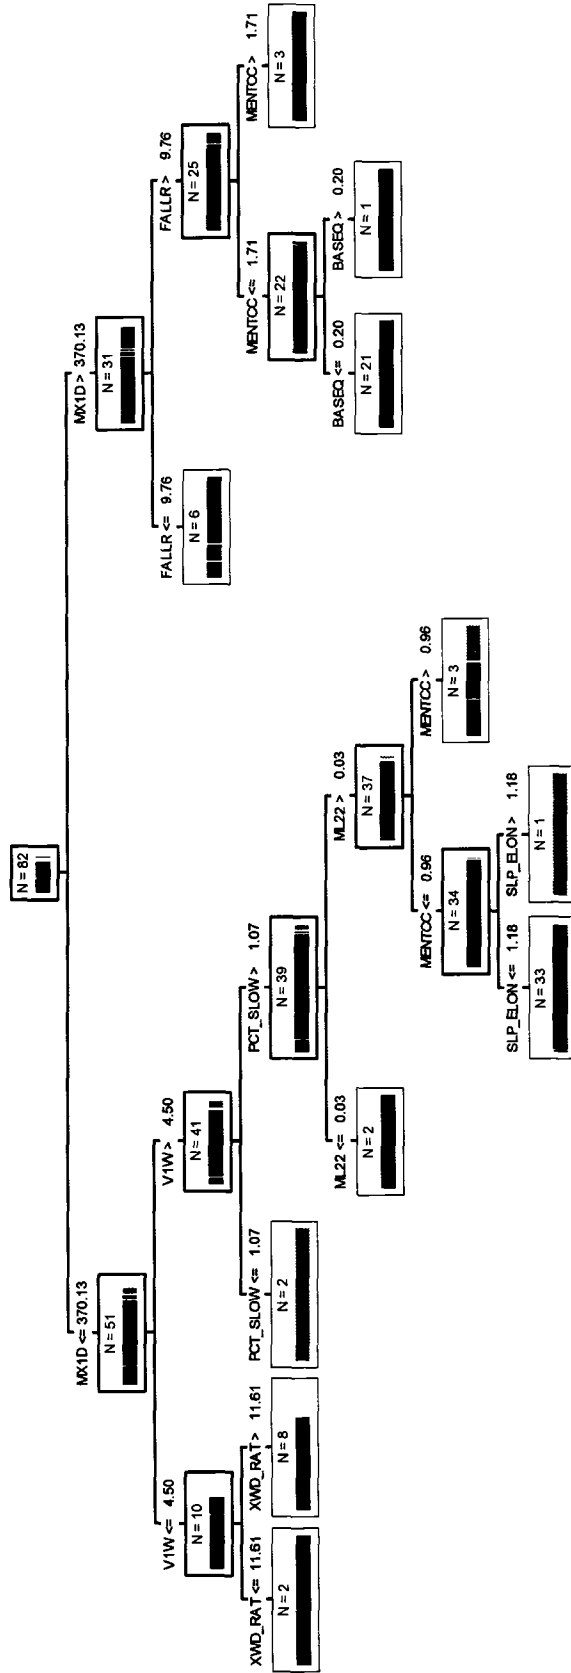 N = 82
MX1D <= 370.13
MX1D > 370.13
N = 51
N = 31
V1W <= 4.50
V1W > 4.50
FALLR <= 9.76
FALLR > 9.76
N = 10
N = 41
N = 6
N = 25
XWD_RAT <= 11.61
XWD_RAT > 11.61
PCT_SLOW <= 1.07
PCT_SLOW > 1.07
MENTCC <= 1.71
MENTCC > 1.71
N = 2
N = 8
N = 2
N = 39
N = 22
N = 3
ML22 <= 0.03
ML22 > 0.03
BASEQ <= 0.20
BASEQ > 0.20
N = 2
N = 37
N = 21
N = 1
MENTCC <= 0.96
MENTCC > 0.96
N = 34
N = 3
SLP_ELON <= 1.18
SLP_ELON > 1.18
N = 33
N = 1